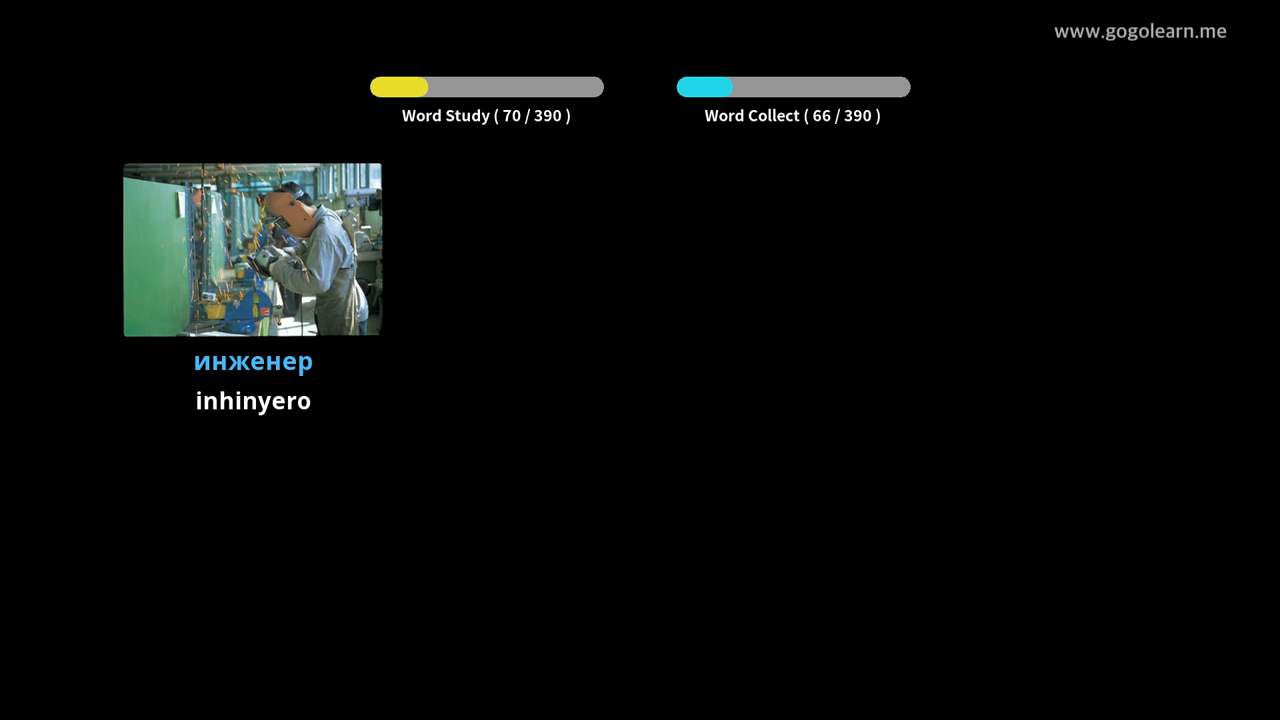 www.gogolearn.me
Word Study ( 70 / 390 )
Word Collect ( 66 / 390 )
инженер
inhinyero